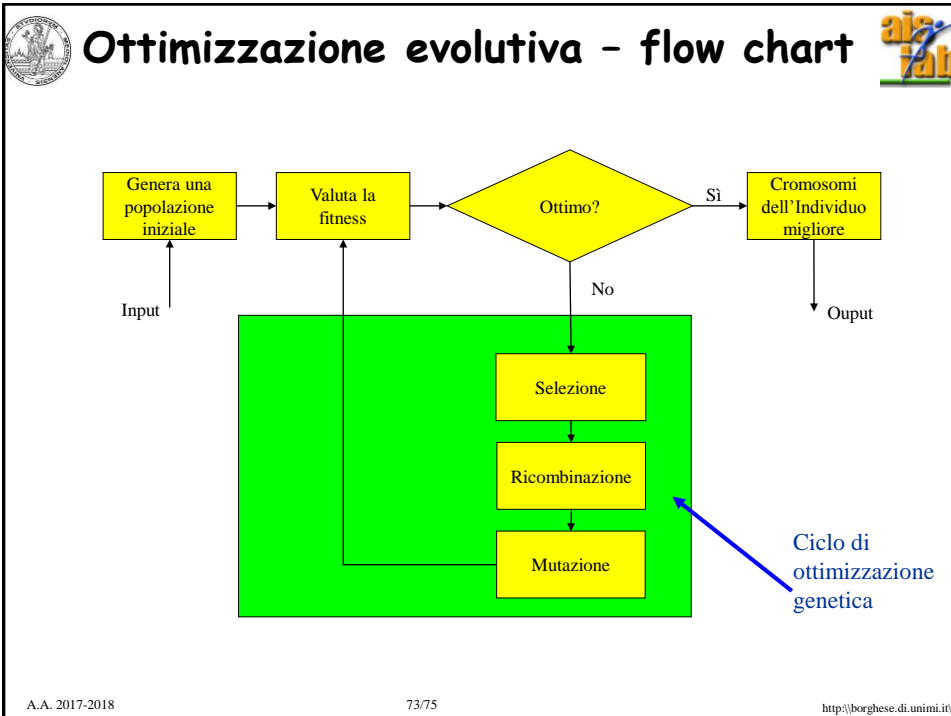 Ottimizzazione evolutiva – flow chart
Genera una
popolazione
iniziale
Valuta la
fitness
Ottimo?
Sì
Cromosomi
dell'Individuo
migliore
Input
No
Ouput
Selezione
Ricombinazione
Mutazione
Ciclo di
ottimizzazione
genetica
A.A. 2017-2018
73/75
http:\\borghese.di.unimi.it\